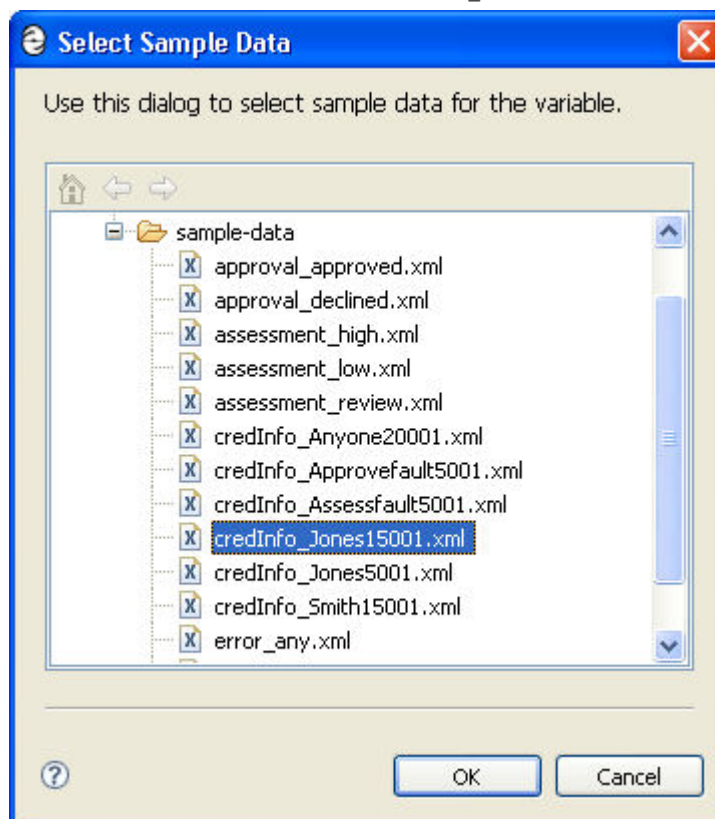 Select Sample Data
Use this dialog to select sample data for the variable.
sample-data
approval_approved.xml
approval_declined.xml
assessment_high.xml
assessment_low.xml
assessment_review.xml
credInfo_Anyone20001.xml
credInfo_Approvefault5001.xml
credInfo_Assessfault5001.xml
credInfo_Jones15001.xml
credInfo_Jones5001.xml
credInfo_Smith15001.xml
error_any.xml
OK Cancel